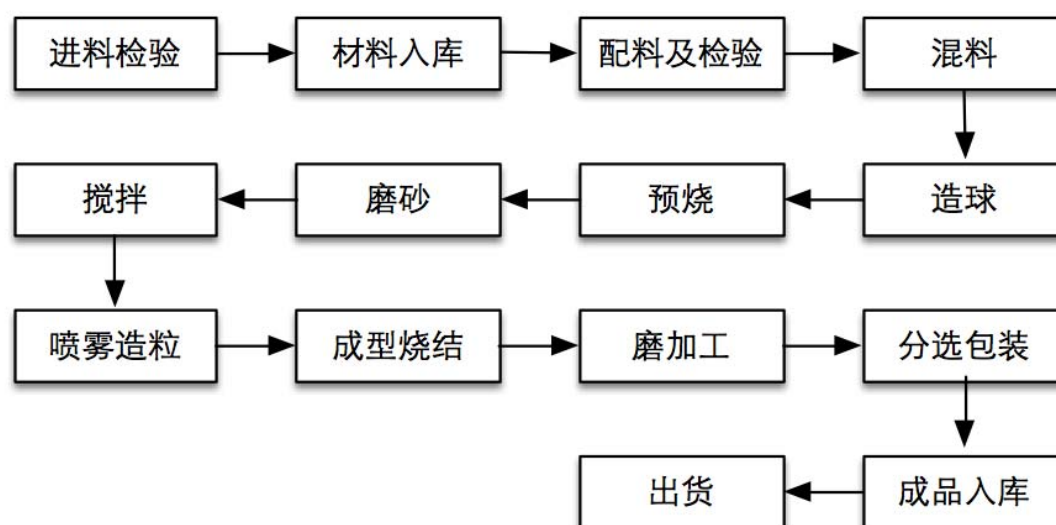 进料检验
材料入库
配料及检验
混料
造球
预烧
磨砂
搅拌
喷雾造粒
成型烧结
磨加工
分选包装
成品入库
出货